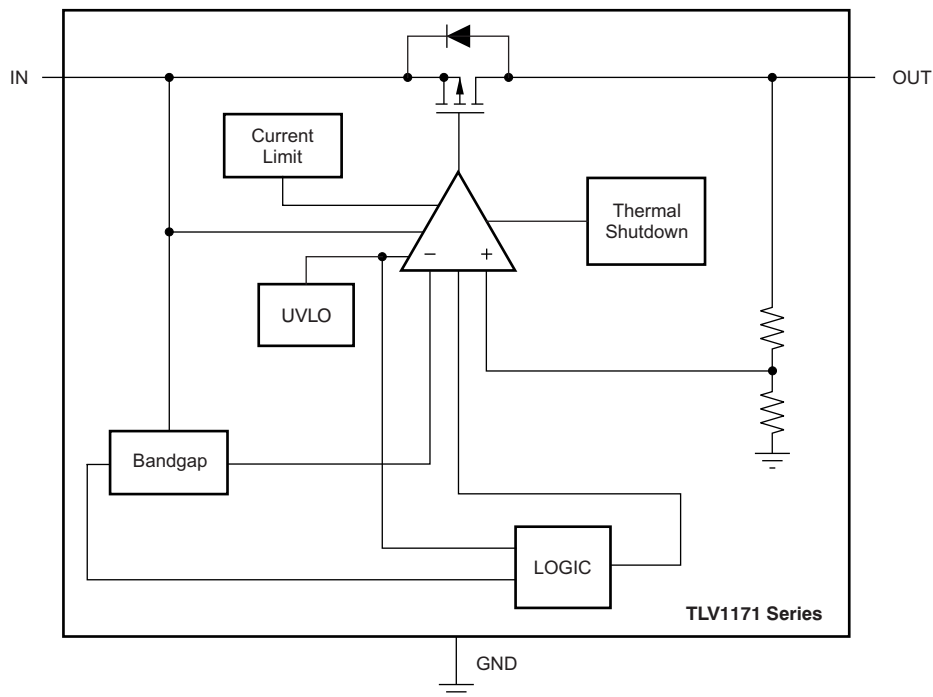 IN
OUT
Current
Limit
Thermal
Shutdown
− +
UVLO
Bandgap
LOGIC
TLV1171 Series
GND